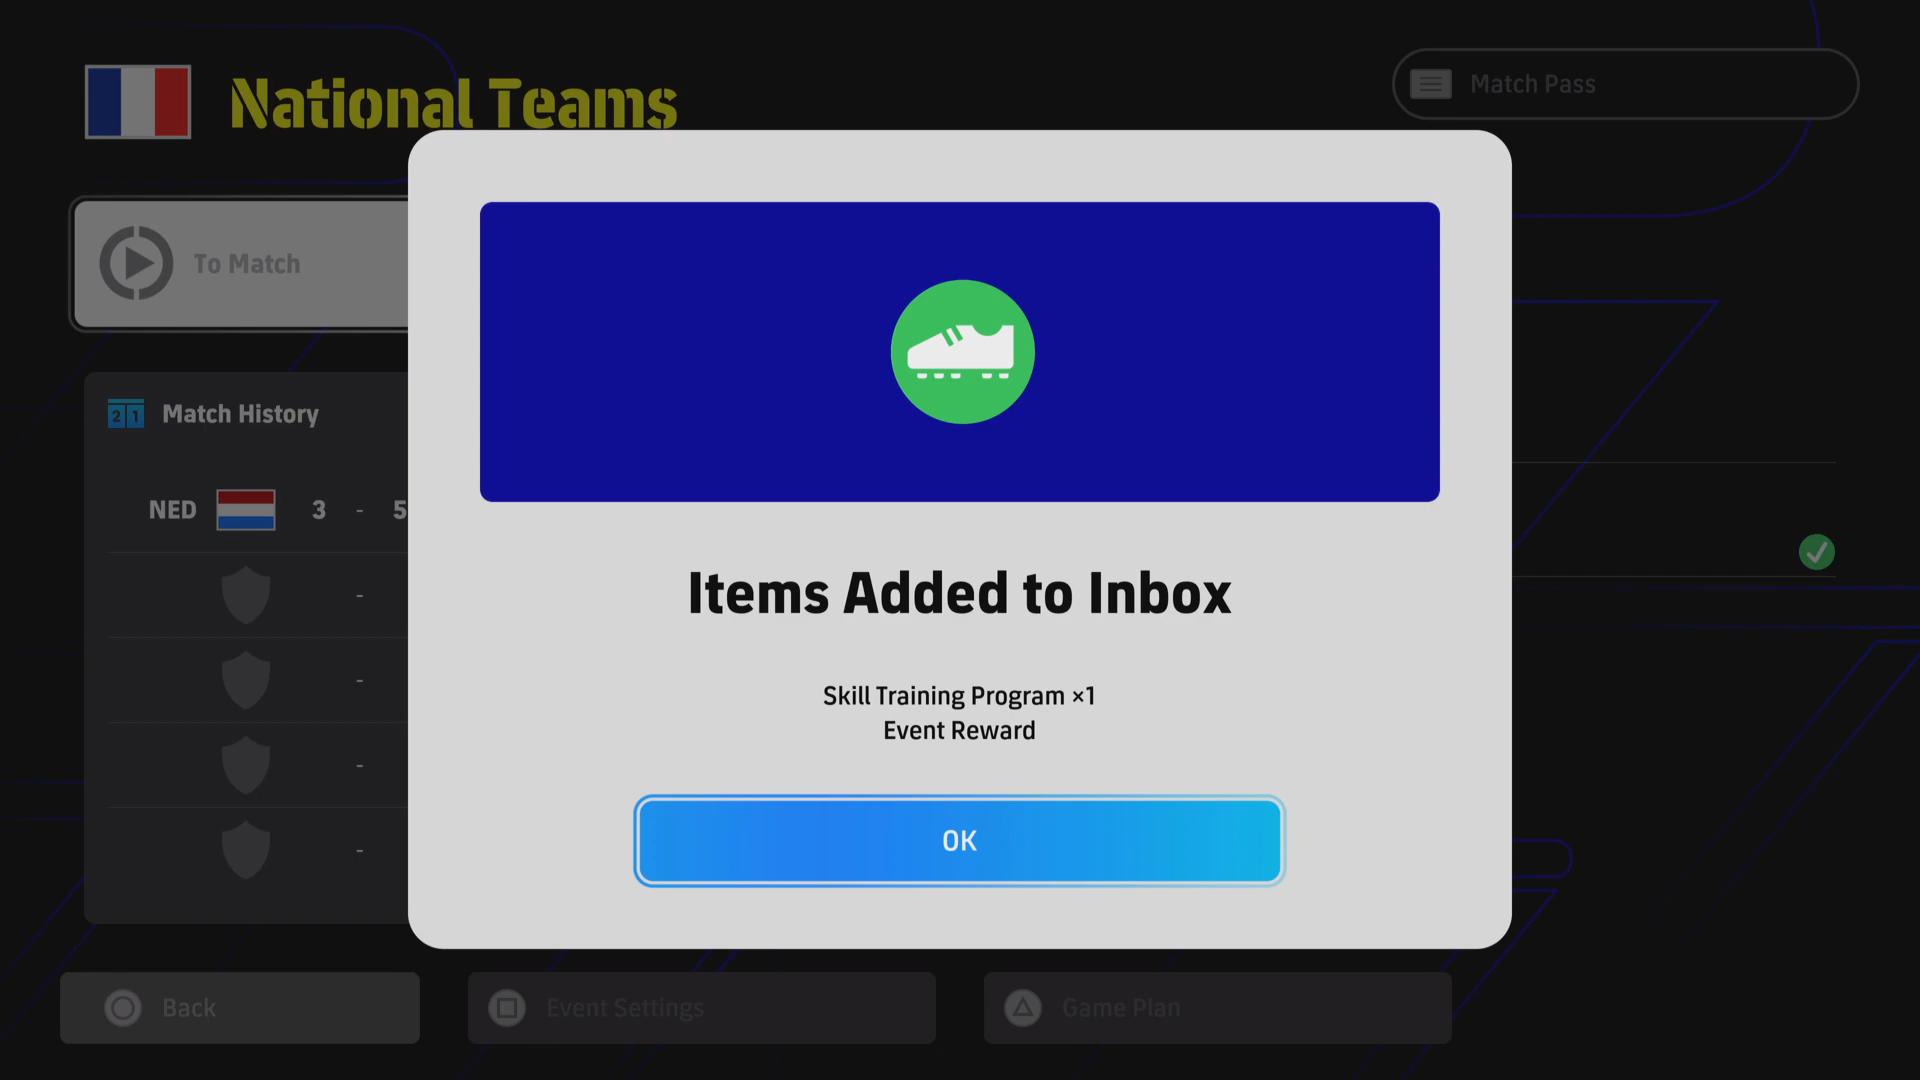 National Teams
Match Pass
To Match
21 Match History
NED 3 - 5
-
-
-
-
Items Added to Inbox
Skill Training Program ×1
Event Reward
OK
Back
Event Settings
Game Plan